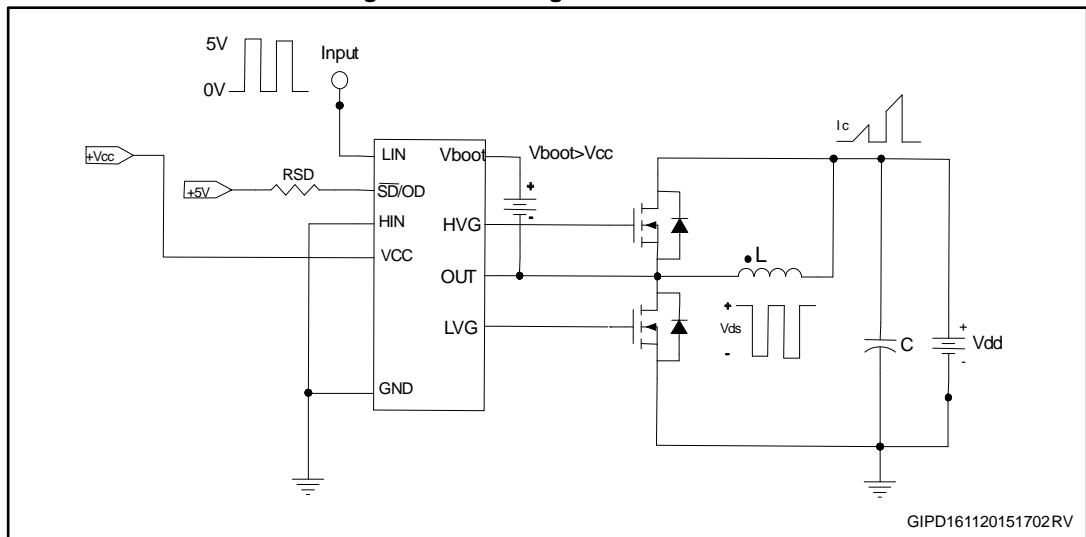 5V
0V
Input
+Vcc
+5V
RSD
LIN
SD/OD
HIN
VCC
GND
Vboot
HVG
OUT
LVG
Vboot>Vcc
+
-
L
+
Vds
-
Ic
C
+
Vdd
-
GIPD161120151702RV